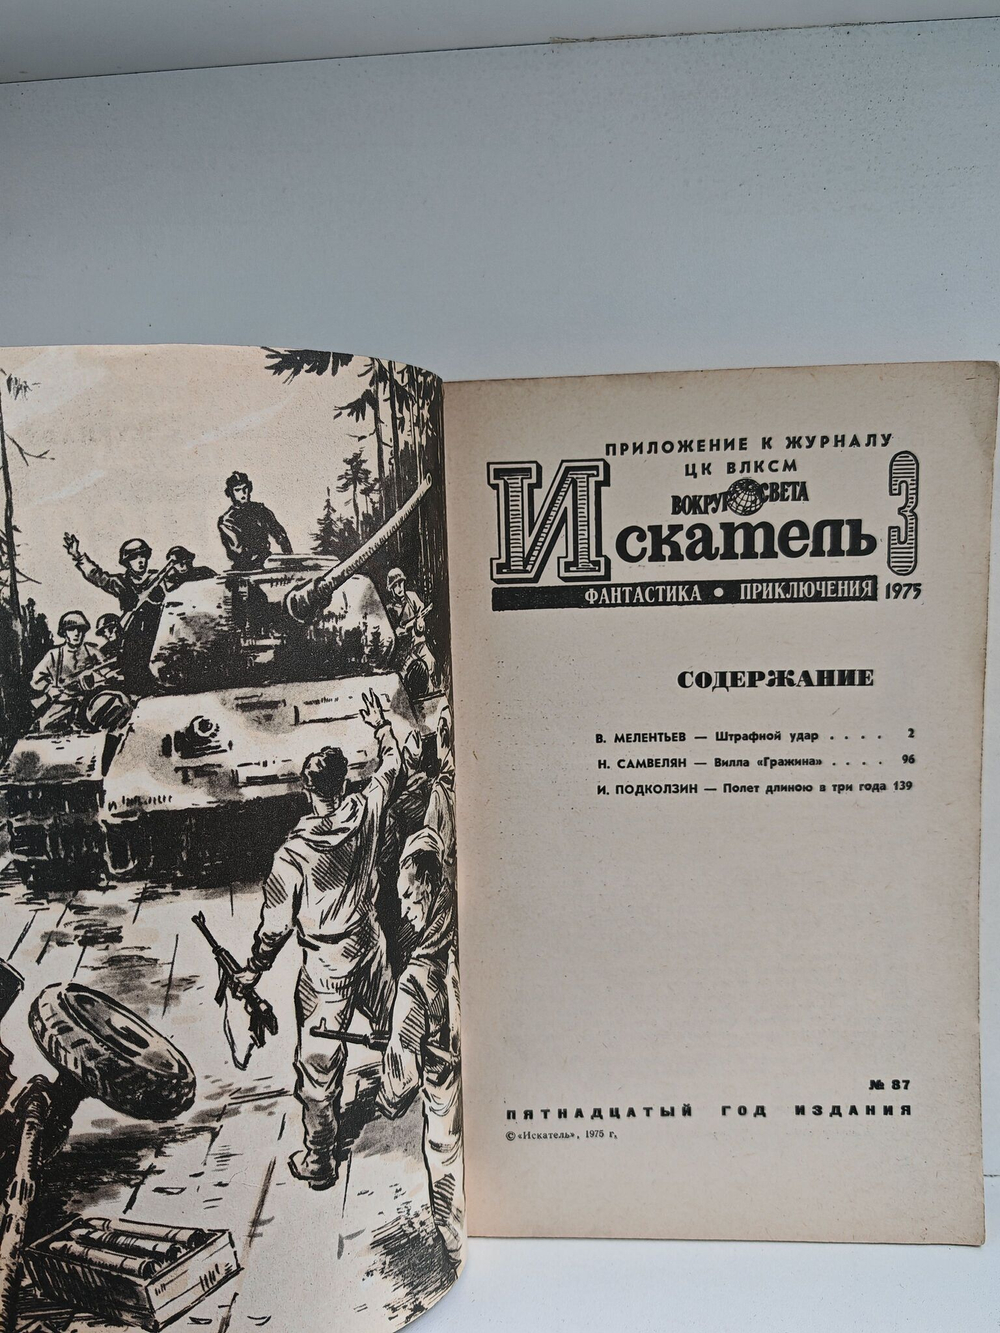 ПРИЛОЖЕНИЕ К ЖУРНАЛУ
ЦК ВЛКСМ
ВОКРУГ СВЕТА
Искатель 3
ФАНТАСТИКА • ПРИКЛЮЧЕНИЯ 1975
СОДЕРЖАНИЕ
В. МЕЛЕНТЬЕВ — Штрафной удар . . . . 2
Н. САМВЕЛЯН — Вилла «Гражина» . . . . 96
И. ПОДКОЛЗИН — Полет длиною в три года 139
№ 87
ПЯТНАДЦАТЫЙ ГОД ИЗДАНИЯ
© «Искатель», 1975 г.